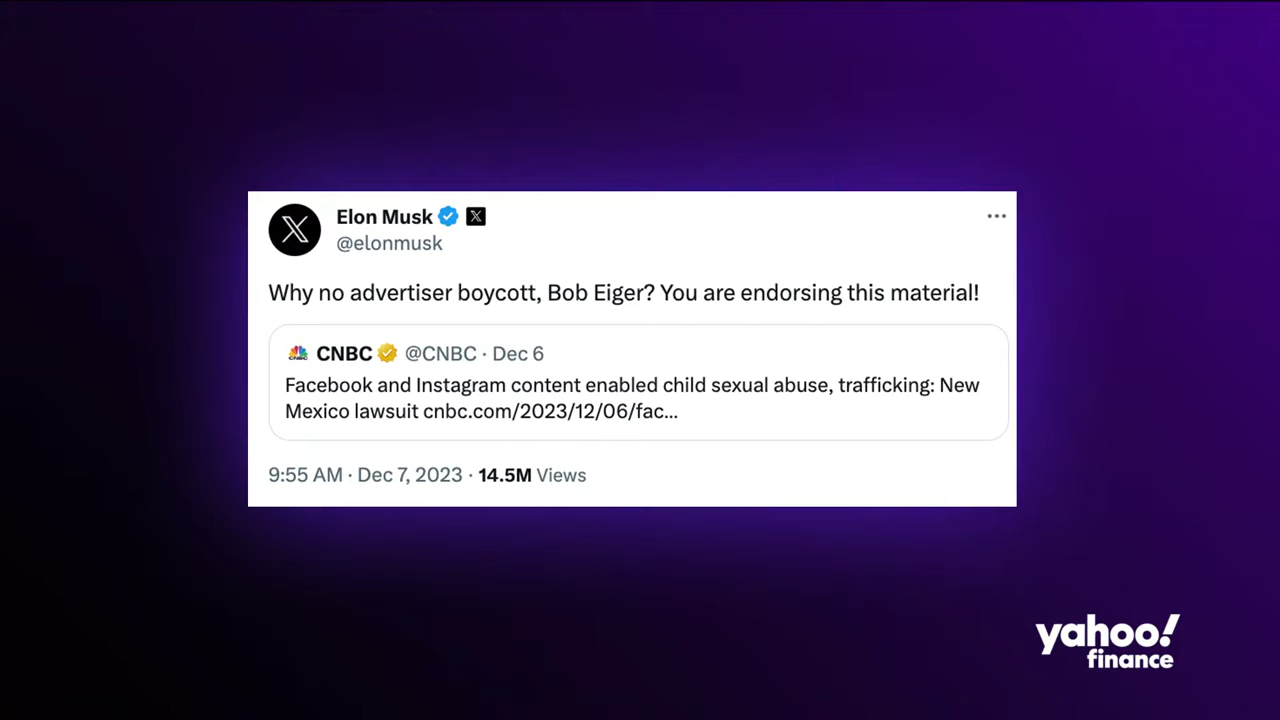 Elon Musk
@elonmusk
Why no advertiser boycott, Bob Eiger? You are endorsing this material!
CNBC @CNBC · Dec 6
Facebook and Instagram content enabled child sexual abuse, trafficking: New
Mexico lawsuit cnbc.com/2023/12/06/fac...
9:55 AM · Dec 7, 2023 · 14.5M Views
yahoo!
finance